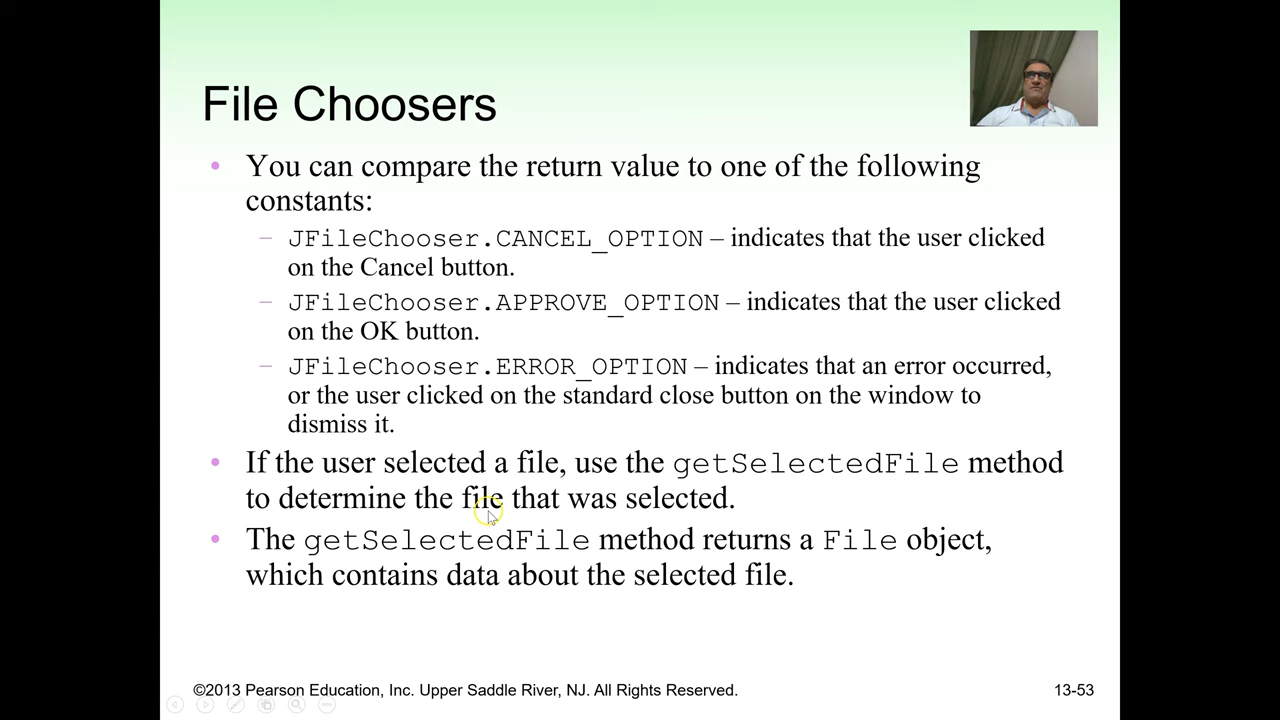 File Choosers
• You can compare the return value to one of the following
constants:
– JFileChooser.CANCEL_OPTION – indicates that the user clicked
on the Cancel button.
– JFileChooser.APPROVE_OPTION – indicates that the user clicked
on the OK button.
– JFileChooser.ERROR_OPTION – indicates that an error occurred,
or the user clicked on the standard close button on the window to
dismiss it.
• If the user selected a file, use the getSelectedFile method
to determine the file that was selected.
• The getSelectedFile method returns a File object,
which contains data about the selected file.
©2013 Pearson Education, Inc. Upper Saddle River, NJ. All Rights Reserved.
13-53